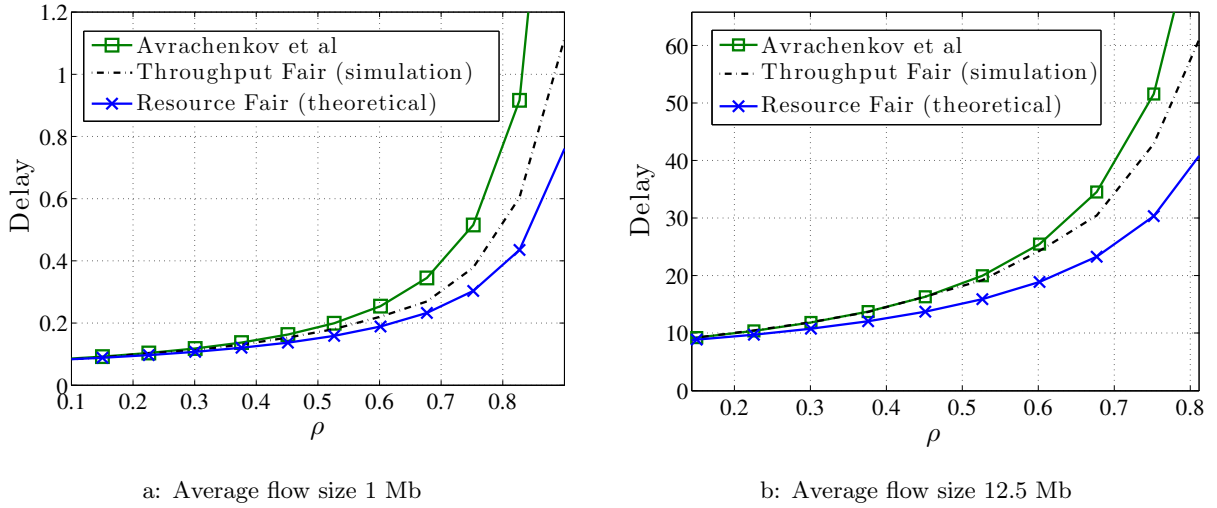 1.2
1
0.8
0.6
0.4
0.2
0
Delay
Avrachenkov et al
Throughput Fair (simulation)
Resource Fair (theoretical)
0.1 0.2 0.3 0.4 0.5 0.6 0.7 0.8
ρ
a: Average flow size 1 Mb
60
50
40
30
20
10
0
Delay
Avrachenkov et al
Throughput Fair (simulation)
Resource Fair (theoretical)
0.2 0.3 0.4 0.5 0.6 0.7 0.8
ρ
b: Average flow size 12.5 Mb